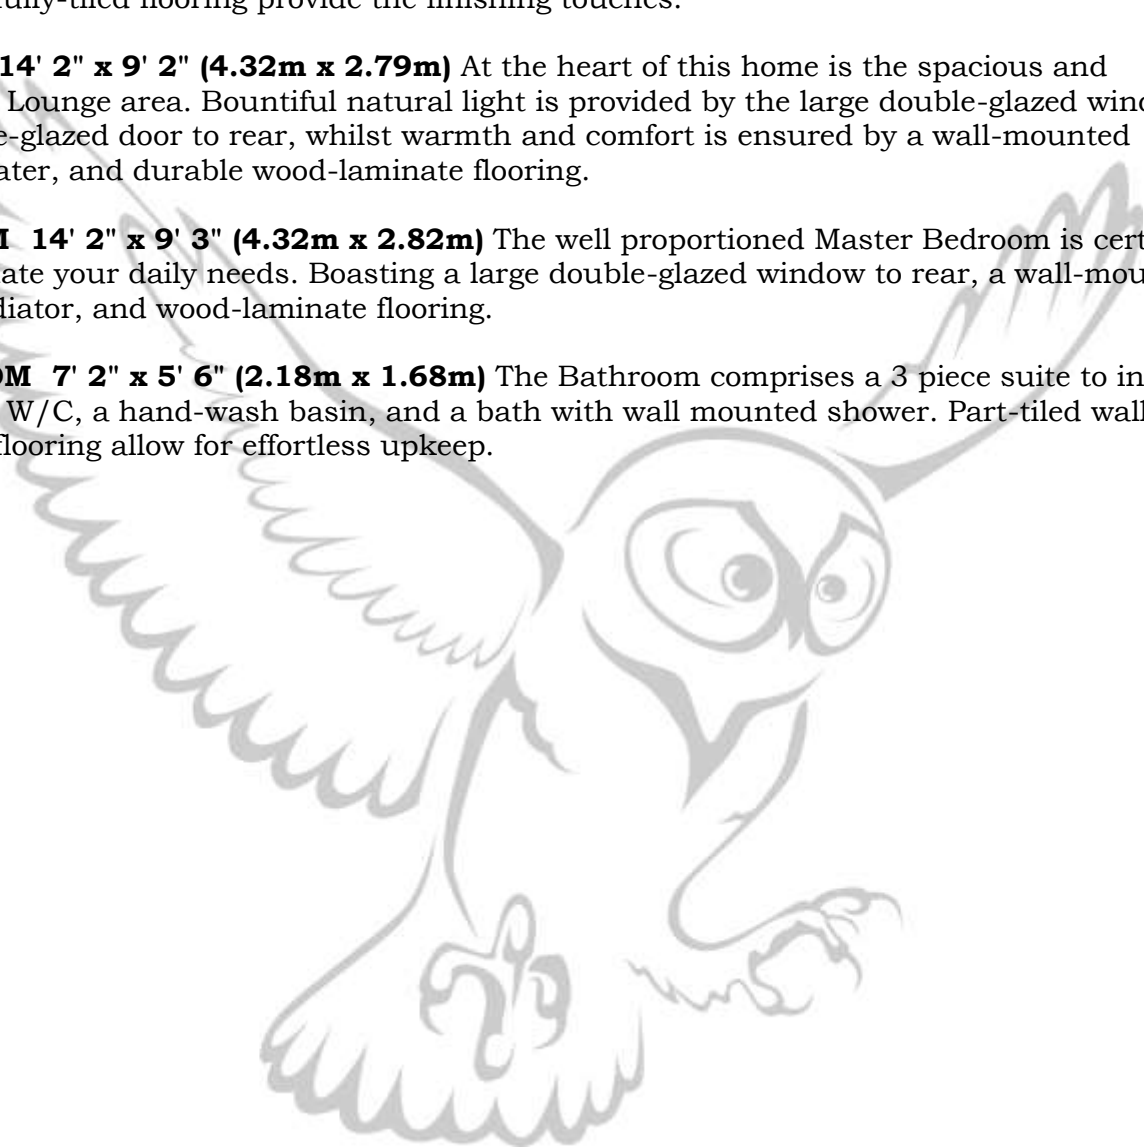 fully-tiled flooring provide the finishing touches.
14' 2" x 9' 2" (4.32m x 2.79m) At the heart of this home is the spacious and
Lounge area. Bountiful natural light is provided by the large double-glazed wind
e-glazed door to rear, whilst warmth and comfort is ensured by a wall-mounted
ater, and durable wood-laminate flooring.
M 14' 2" x 9' 3" (4.32m x 2.82m) The well proportioned Master Bedroom is cert
ate your daily needs. Boasting a large double-glazed window to rear, a wall-mou
diator, and wood-laminate flooring.
OM 7' 2" x 5' 6" (2.18m x 1.68m) The Bathroom comprises a 3 piece suite to in
W/C, a hand-wash basin, and a bath with wall mounted shower. Part-tiled wall
flooring allow for effortless upkeep.